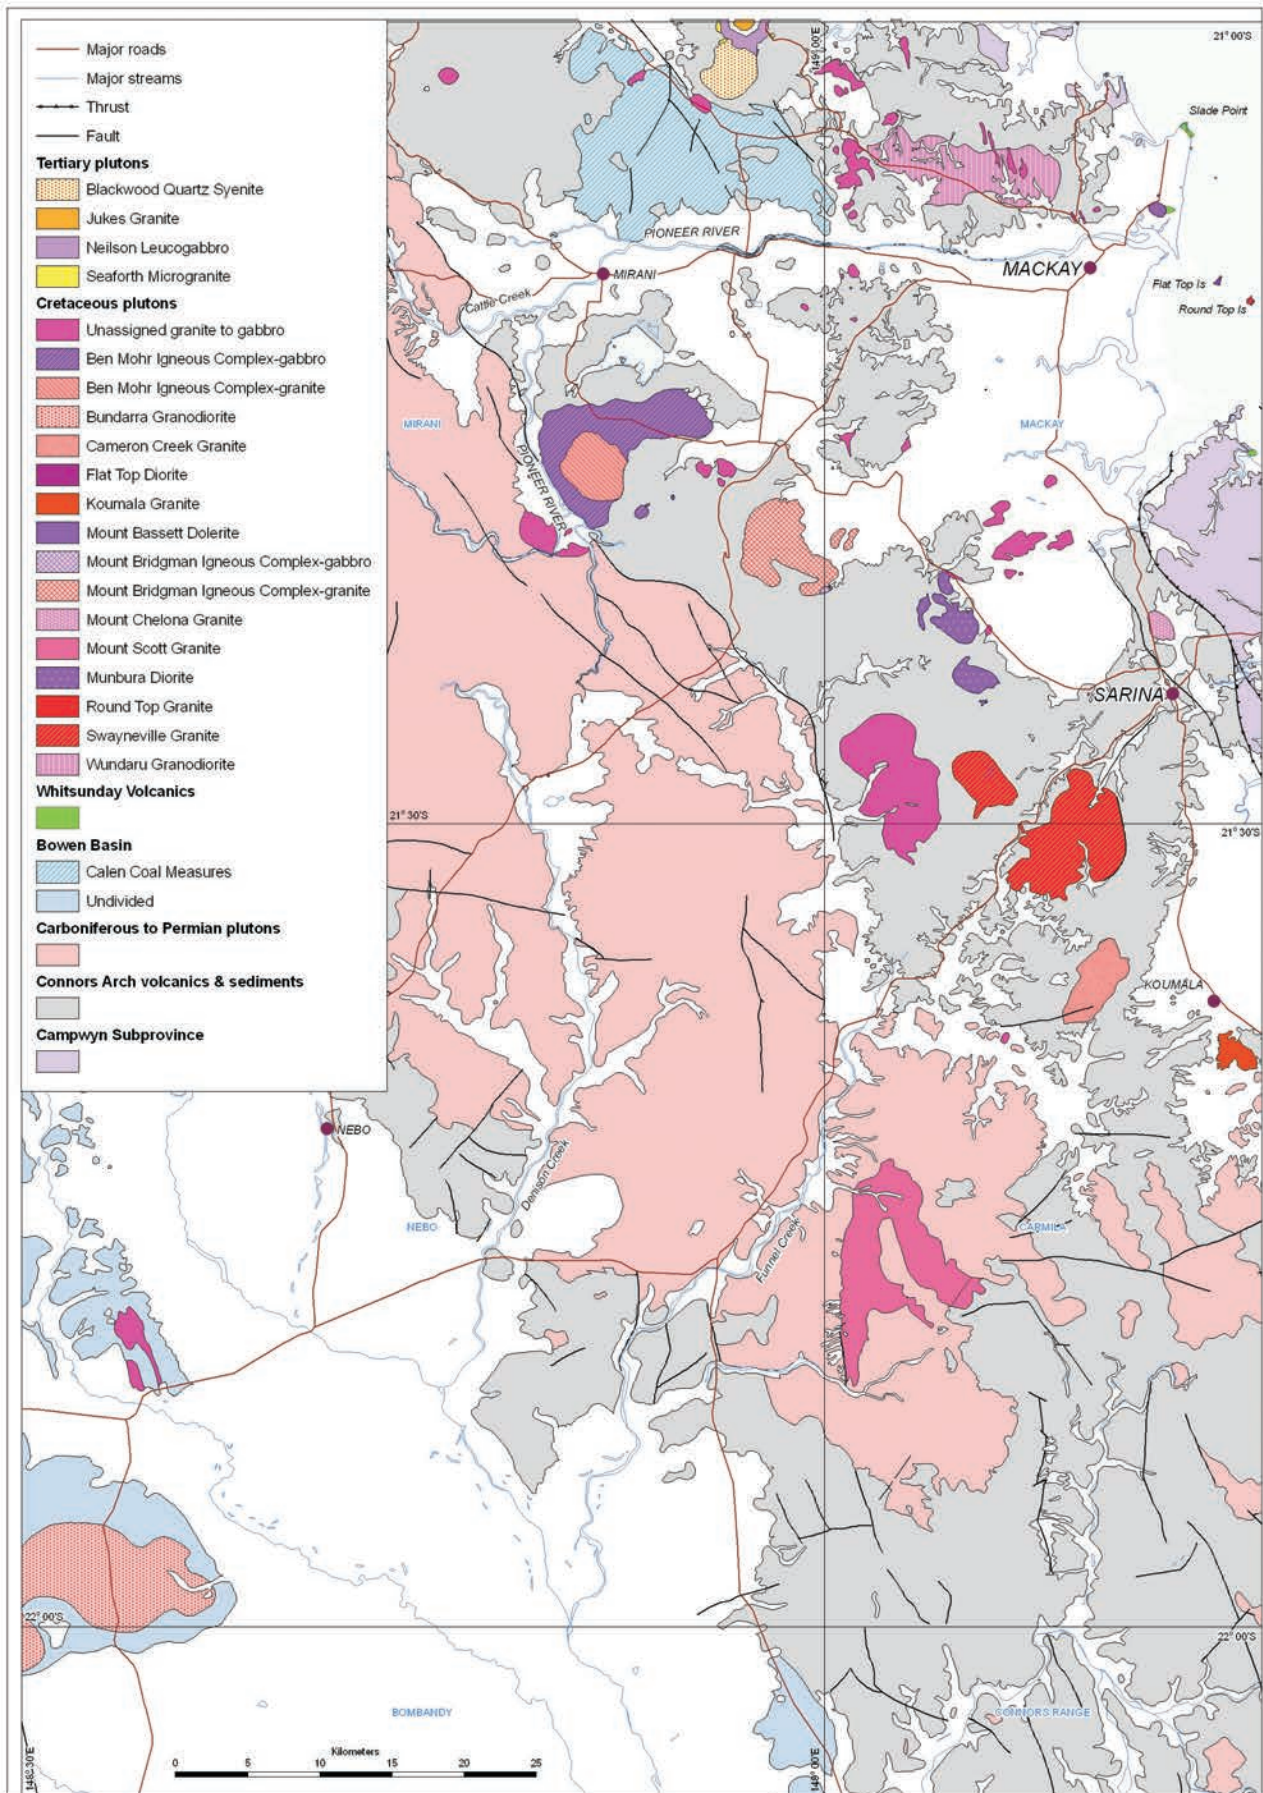 Major roads
Major streams
Thrust
Fault
Tertiary plutons
Blackwood Quartz Syenite
Jukes Granite
Neilson Leucogabbro
Seaforth Microgranite
Cretaceous plutons
Unassigned granite to gabbro
Ben Mohr Igneous Complex-gabbro
Ben Mohr Igneous Complex-granite
Bundarra Granodiorite
Cameron Creek Granite
Flat Top Diorite
Koumala Granite
Mount Bassett Dolerite
Mount Bridgman Igneous Complex-gabbro
Mount Bridgman Igneous Complex-granite
Mount Chelona Granite
Mount Scott Granite
Munbura Diorite
Round Top Granite
Swayneville Granite
Wundaru Granodiorite
Whitsunday Volcanics
Bowen Basin
Calen Coal Measures
Undivided
Carboniferous to Permian plutons
Connors Arch volcanics & sediments
Campwyn Subprovince
149°00'E
21°00'S
Slade Point
PIONEER RIVER
MIRANI
MACKAY
Flat Top Is
Round Top Is
Cattle Creek
MIRANI
MACKAY
PIONEER RIVER
SARINA
21°30'S
21°30'S
KOUMALA
NEBO
Denison Creek
NEBO
Funnel Creek
CARMILA
22°00'S
22°00'S
BOMBANDY
CONNORS RANGE
Kilometers
0 5 10 15 20 25
148°30'E
149°00'E